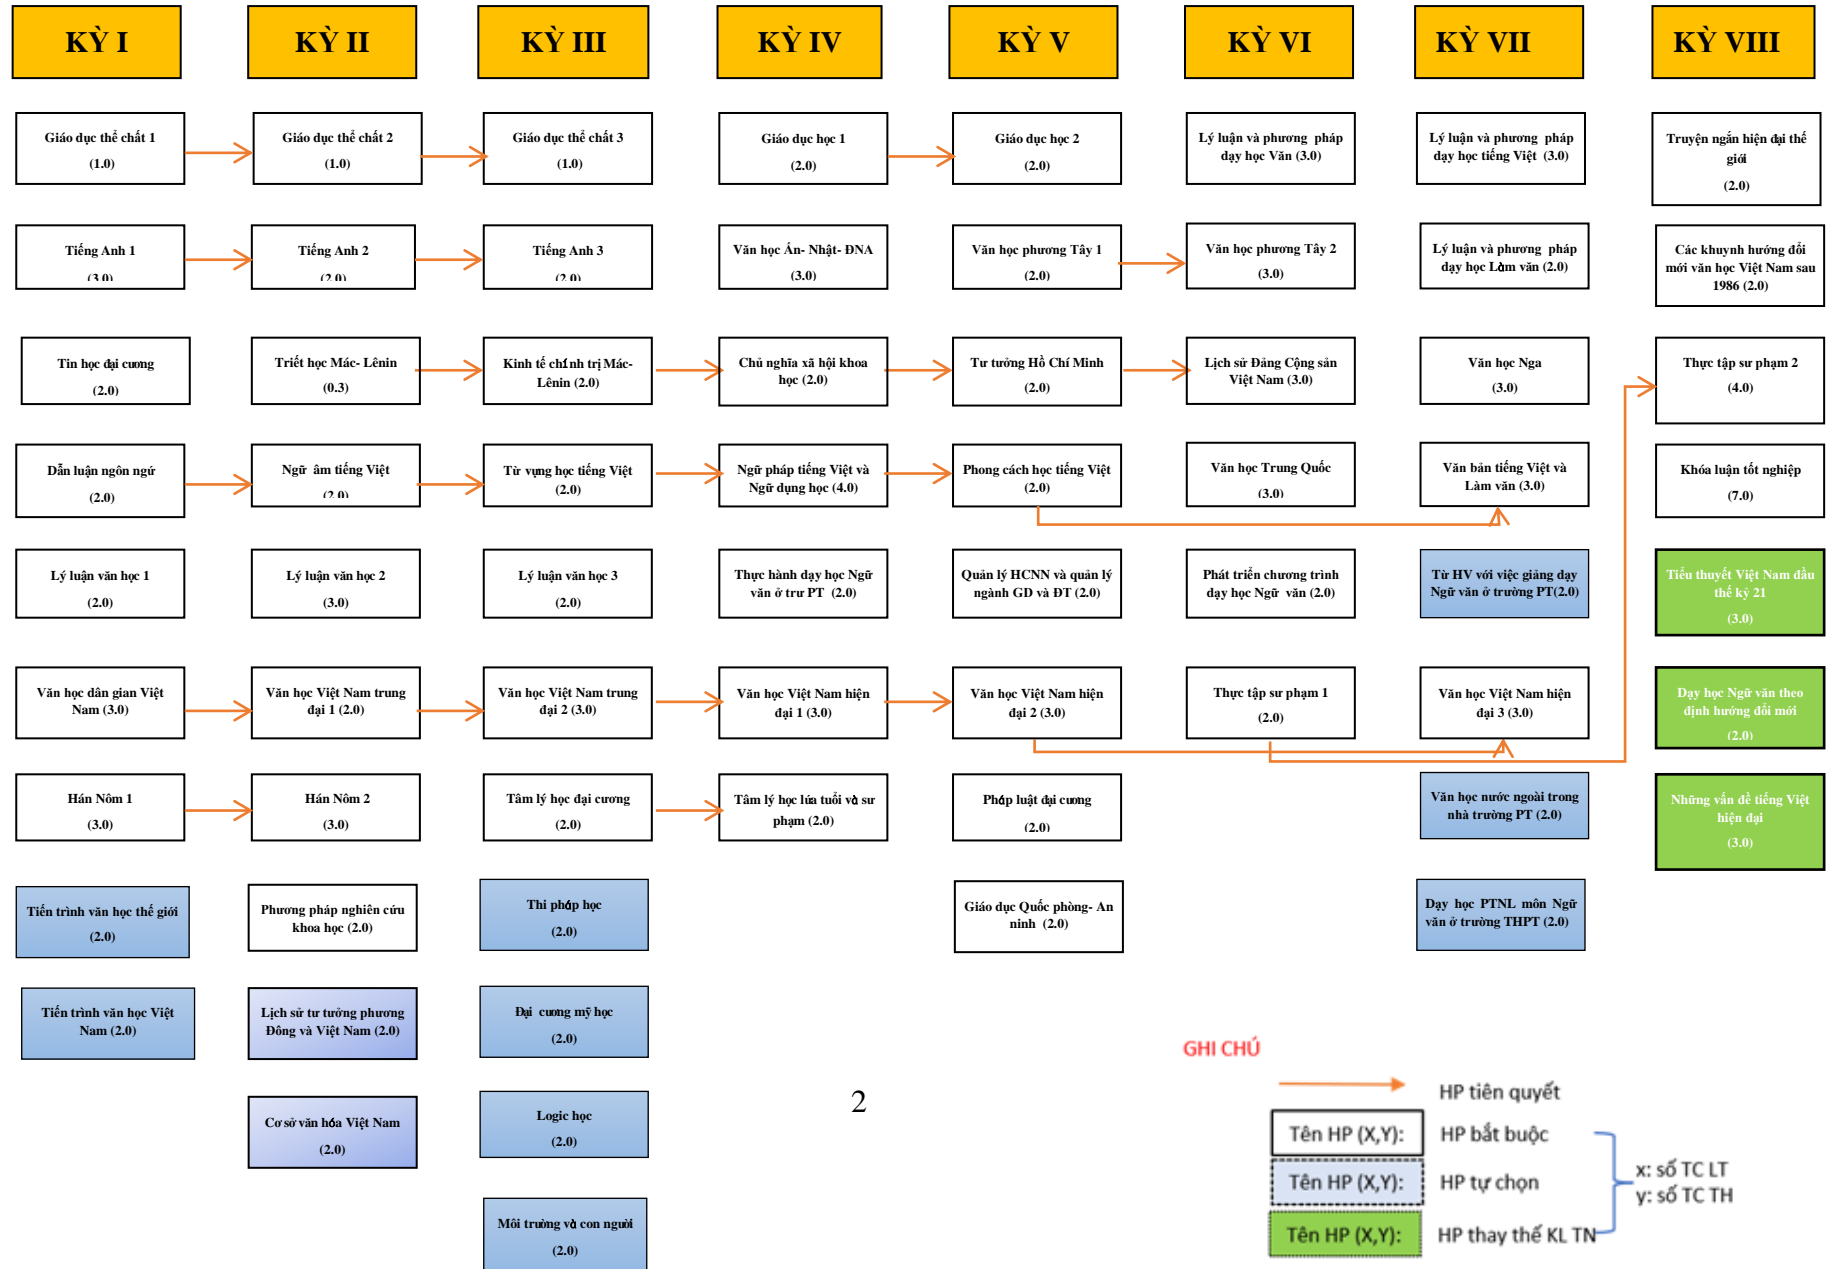 KỲ I
KỲ II
KỲ III
KỲ IV
KỲ V
KỲ VI
KỲ VII
KỲ VIII
Giáo dục thể chất 1
(1.0)
Giáo dục thể chất 2
(1.0)
Giáo dục thể chất 3
(1.0)
Giáo dục học 1
(2.0)
Giáo dục học 2
(2.0)
Lý luận và phương pháp
dạy học Văn (3.0)
Lý luận và phương pháp
dạy học tiếng Việt (3.0)
Truyện ngắn hiện đại thế
giới
(2.0)
Tiếng Anh 1
(3.0)
Tiếng Anh 2
(2.0)
Tiếng Anh 3
(2.0)
Văn học Ấn- Nhật- ĐNA
(3.0)
Văn học phương Tây 1
(2.0)
Văn học phương Tây 2
(3.0)
Lý luận và phương pháp
dạy học Làm văn (2.0)
Các khuynh hướng đổi
mới văn học Việt Nam sau
1986 (2.0)
Tin học đại cương
(2.0)
Triết học Mác- Lênin
(0.3)
Kinh tế chính trị Mác-
Lênin (2.0)
Chủ nghĩa xã hội khoa
học (2.0)
Tư tưởng Hồ Chí Minh
(2.0)
Lịch sử Đảng Cộng sản
Việt Nam (3.0)
Văn học Nga
(3.0)
Thực tập sư phạm 2
(4.0)
Dẫn luận ngôn ngữ
(2.0)
Ngữ âm tiếng Việt
(2.0)
Từ vựng học tiếng Việt
(2.0)
Ngữ pháp tiếng Việt và
Ngữ dụng học (4.0)
Phong cách học tiếng Việt
(2.0)
Văn học Trung Quốc
(3.0)
Văn bản tiếng Việt và
Làm văn (3.0)
Khóa luận tốt nghiệp
(7.0)
Lý luận văn học 1
(2.0)
Lý luận văn học 2
(3.0)
Lý luận văn học 3
(2.0)
Thực hành dạy học Ngữ
văn ở trư PT (2.0)
Quản lý HCNN và quản lý
ngành GD và ĐT (2.0)
Phát triển chương trình
dạy học Ngữ văn (2.0)
Từ HV với việc giảng dạy
Ngữ văn ở trường PT(2.0)
Tiểu thuyết Việt Nam đầu
thế kỷ 21
(3.0)
Văn học dân gian Việt
Nam (3.0)
Văn học Việt Nam trung
đại 1 (2.0)
Văn học Việt Nam trung
đại 2 (3.0)
Văn học Việt Nam hiện
đại 1 (3.0)
Văn học Việt Nam hiện
đại 2 (3.0)
Thực tập sư phạm 1
(2.0)
Văn học Việt Nam hiện
đại 3 (3.0)
Dạy học Ngữ văn theo
định hướng đổi mới
(2.0)
Hán Nôm 1
(3.0)
Hán Nôm 2
(3.0)
Tâm lý học đại cương
(2.0)
Tâm lý học lứa tuổi và sư
phạm (2.0)
Pháp luật đại cương
(2.0)
Văn học nước ngoài trong
nhà trường PT (2.0)
Những vấn đề tiếng Việt
hiện đại
(3.0)
Tiến trình văn học thế giới
(2.0)
Phương pháp nghiên cứu
khoa học (2.0)
Thi pháp học
(2.0)
Giáo dục Quốc phòng- An
ninh (2.0)
Dạy học PTNL môn Ngữ
văn ở trường THPT (2.0)
Tiến trình văn học Việt
Nam (2.0)
Lịch sử tư tưởng phương
Đông và Việt Nam (2.0)
Đại cương mỹ học
(2.0)
Cơ sở văn hóa Việt Nam
(2.0)
Logic học
(2.0)
Môi trường và con người
(2.0)
2
GHI CHÚ
HP tiên quyết
Tên HP (X,Y):
HP bắt buộc
Tên HP (X,Y):
HP tự chọn
Tên HP (X,Y):
HP thay thế KL TN
x: số TC LT
y: số TC TH